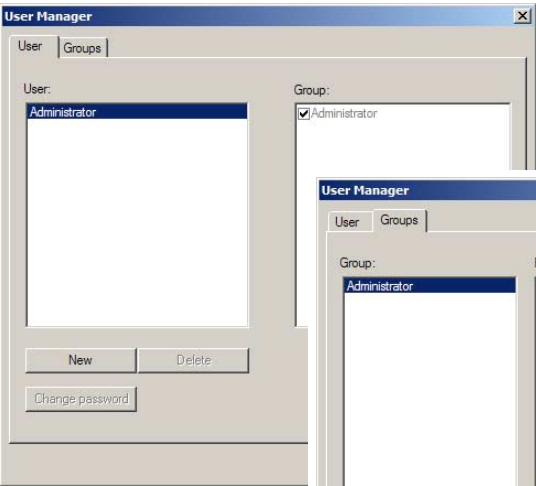 User Manager
User Groups
User: Group:
Administrator Administrator
New Delete
Change password
User Manager
User Groups
Group:
Administrator